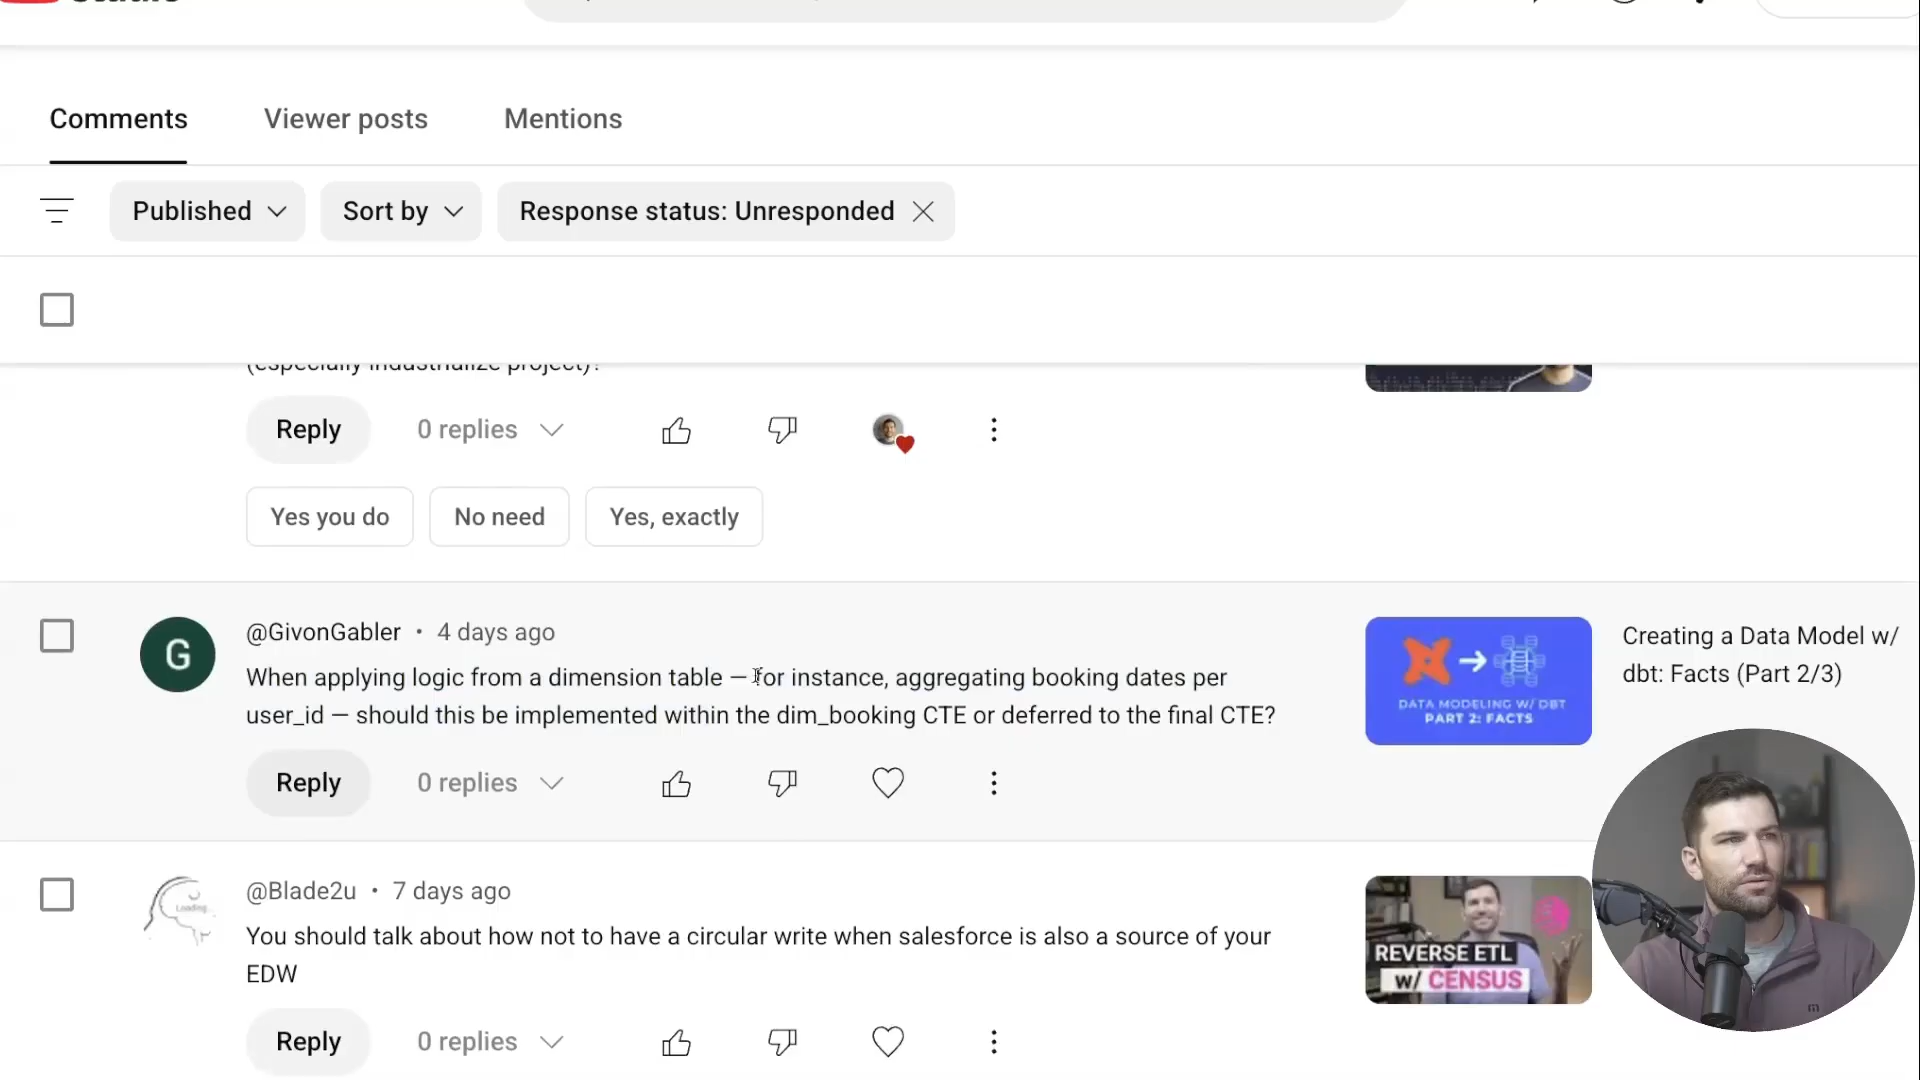 Comments
Viewer posts
Mentions
Published
Sort by
Response status: Unresponded
(especially industrialize project)?
Reply
0 replies
Yes you do
No need
Yes, exactly
G
@GivonGabler • 4 days ago
When applying logic from a dimension table — for instance, aggregating booking dates per
user_id — should this be implemented within the dim_booking CTE or deferred to the final CTE?
DATA MODELING W/ DBT
PART 2: FACTS
Creating a Data Model w/
dbt: Facts (Part 2/3)
Reply
0 replies
Loading
@Blade2u • 7 days ago
You should talk about how not to have a circular write when salesforce is also a source of your
EDW
REVERSE ETL
w/ CENSUS
Reply
0 replies